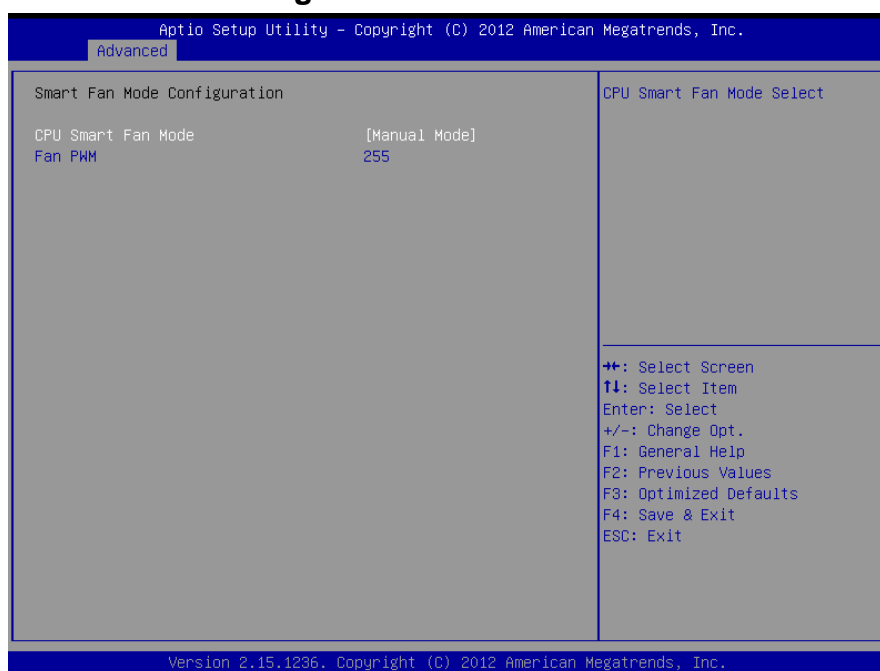 Aptio Setup Utility – Copyright (C) 2012 American Megatrends, Inc.
Advanced
Smart Fan Mode Configuration
CPU Smart Fan Mode [Manual Mode]
Fan PWM 255
CPU Smart Fan Mode Select
→←: Select Screen
↑↓: Select Item
Enter: Select
+/-: Change Opt.
F1: General Help
F2: Previous Values
F3: Optimized Defaults
F4: Save & Exit
ESC: Exit
Version 2.15.1236. Copyright (C) 2012 American Megatrends, Inc.